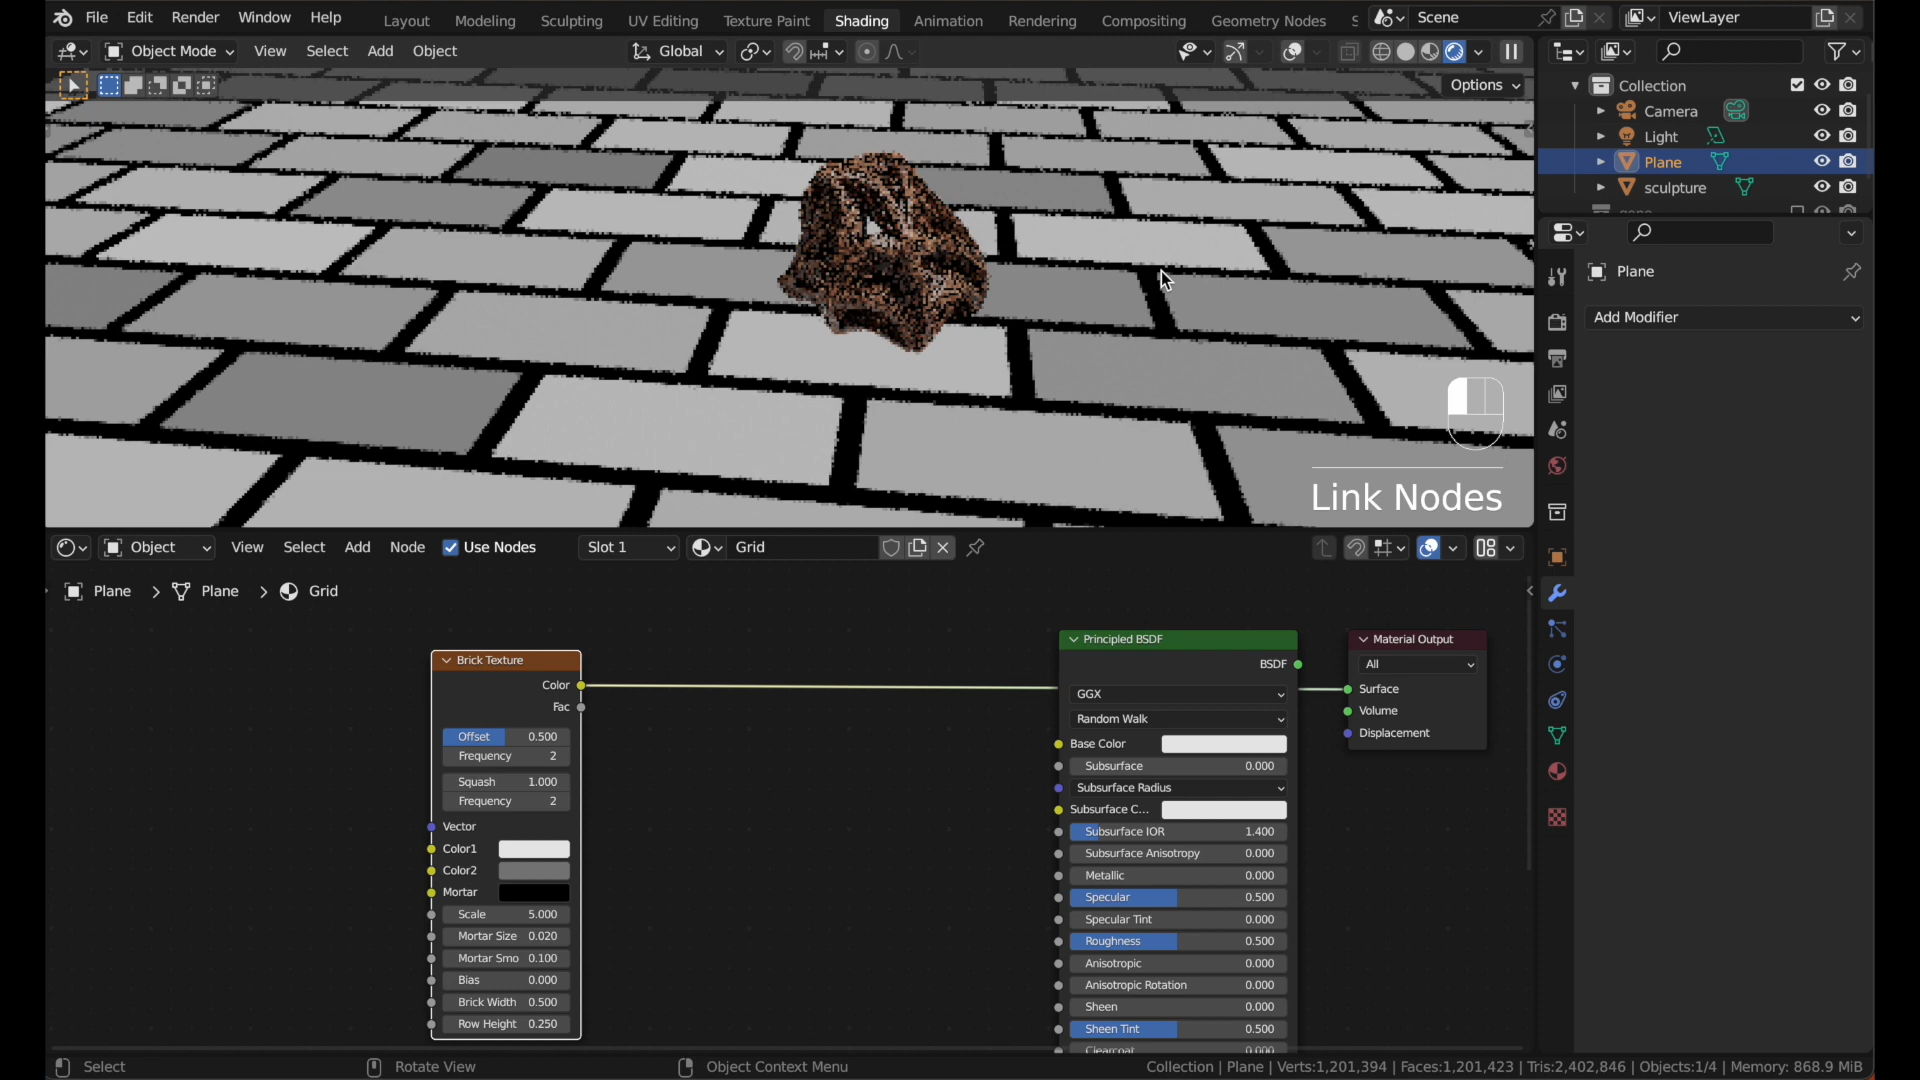 File Edit Render Window Help Layout Modeling Sculpting UV Editing Texture Paint Shading Animation Rendering Compositing Geometry Nodes S Scene ViewLayer
Object Mode View Select Add Object Global
Options
Collection
Camera
Light
Plane
sculpture
Plane
Add Modifier
Link Nodes
Object View Select Add Node Use Nodes Slot 1 Grid
Plane > Plane > Grid
Brick Texture
Color
Fac
Offset 0.500
Frequency 2
Squash 1.000
Frequency 2
Vector
Color1
Color2
Mortar
Scale 5.000
Mortar Size 0.020
Mortar Smo 0.100
Bias 0.000
Brick Width 0.500
Row Height 0.250
Principled BSDF
BSDF
GGX
Random Walk
Base Color
Subsurface 0.000
Subsurface Radius
Subsurface C...
Subsurface IOR 1.400
Subsurface Anisotropy 0.000
Metallic 0.000
Specular 0.500
Specular Tint 0.000
Roughness 0.500
Anisotropic 0.000
Anisotropic Rotation 0.000
Sheen 0.000
Sheen Tint 0.500
Clearcoat 0.000
Material Output
All
Surface
Volume
Displacement
Select Rotate View Object Context Menu Collection | Plane | Verts:1,201,394 | Faces:1,201,423 | Tris:2,402,846 | Objects:1/4 | Memory: 868.9 MiB